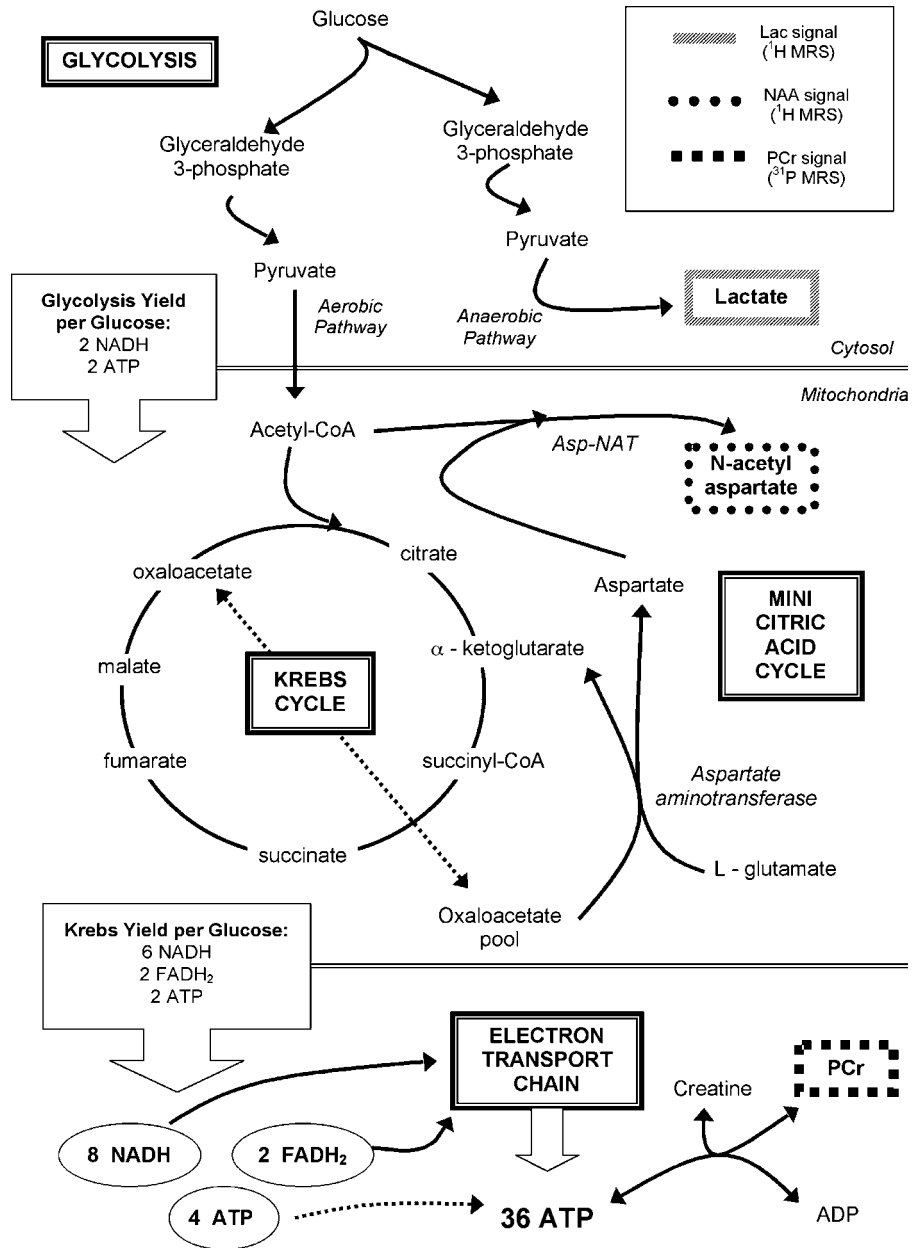 Glucose
GLYCOLYSIS
Lac signal
(¹H MRS)
NAA signal
(¹H MRS)
PCr signal
(³¹P MRS)
Glyceraldehyde
3-phosphate
Glyceraldehyde
3-phosphate
Pyruvate
Pyruvate
Glycolysis Yield
per Glucose:
2 NADH
2 ATP
Aerobic
Pathway
Anaerobic
Pathway
Lactate
Cytosol
Mitochondria
Acetyl-CoA
Asp-NAT
N-acetyl
aspartate
citrate
oxaloacetate
Aspartate
MINI
CITRIC
ACID
CYCLE
α - ketoglutarate
malate
KREBS
CYCLE
fumarate
succinyl-CoA
Aspartate
aminotransferase
succinate
L - glutamate
Oxaloacetate
pool
Krebs Yield per Glucose:
6 NADH
2 FADH₂
2 ATP
ELECTRON
TRANSPORT
CHAIN
PCr
Creatine
8 NADH
2 FADH₂
4 ATP
36 ATP
ADP